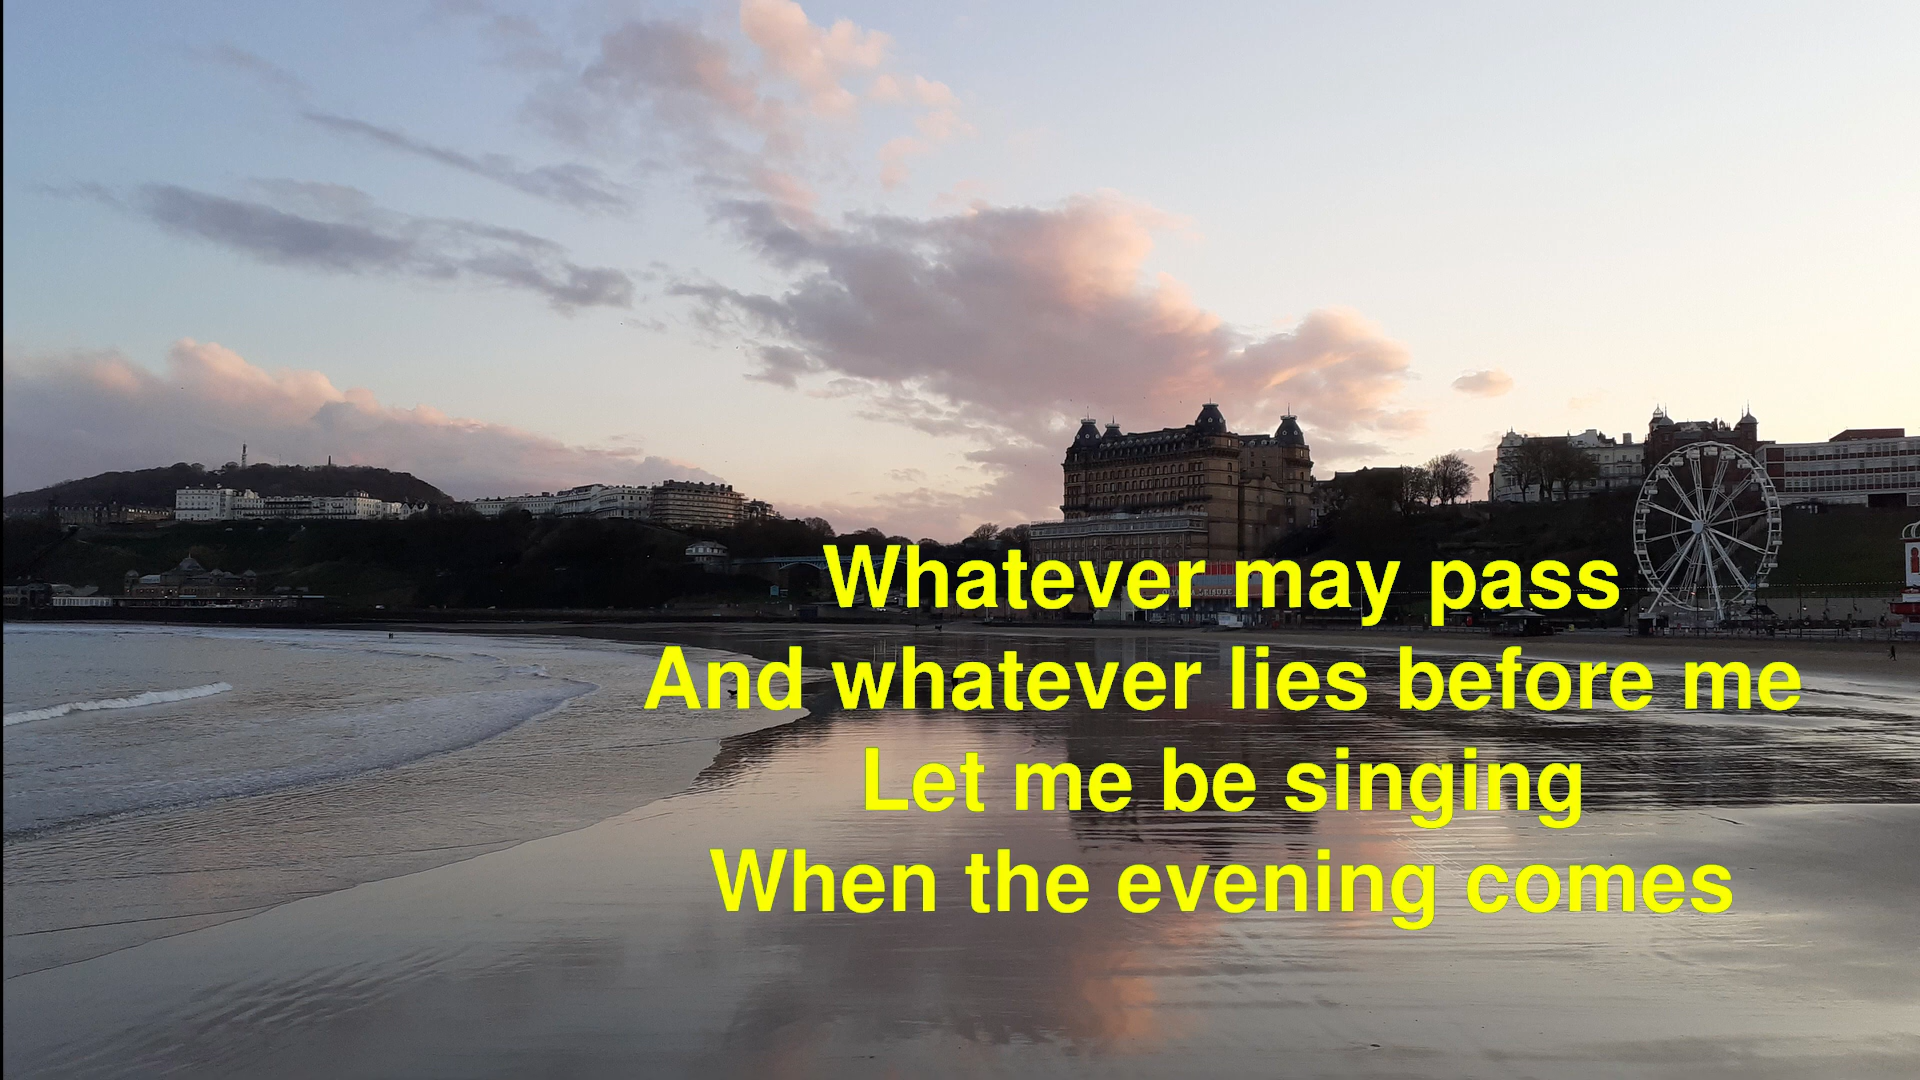 Whatever may pass
And whatever lies before me
Let me be singing
When the evening comes